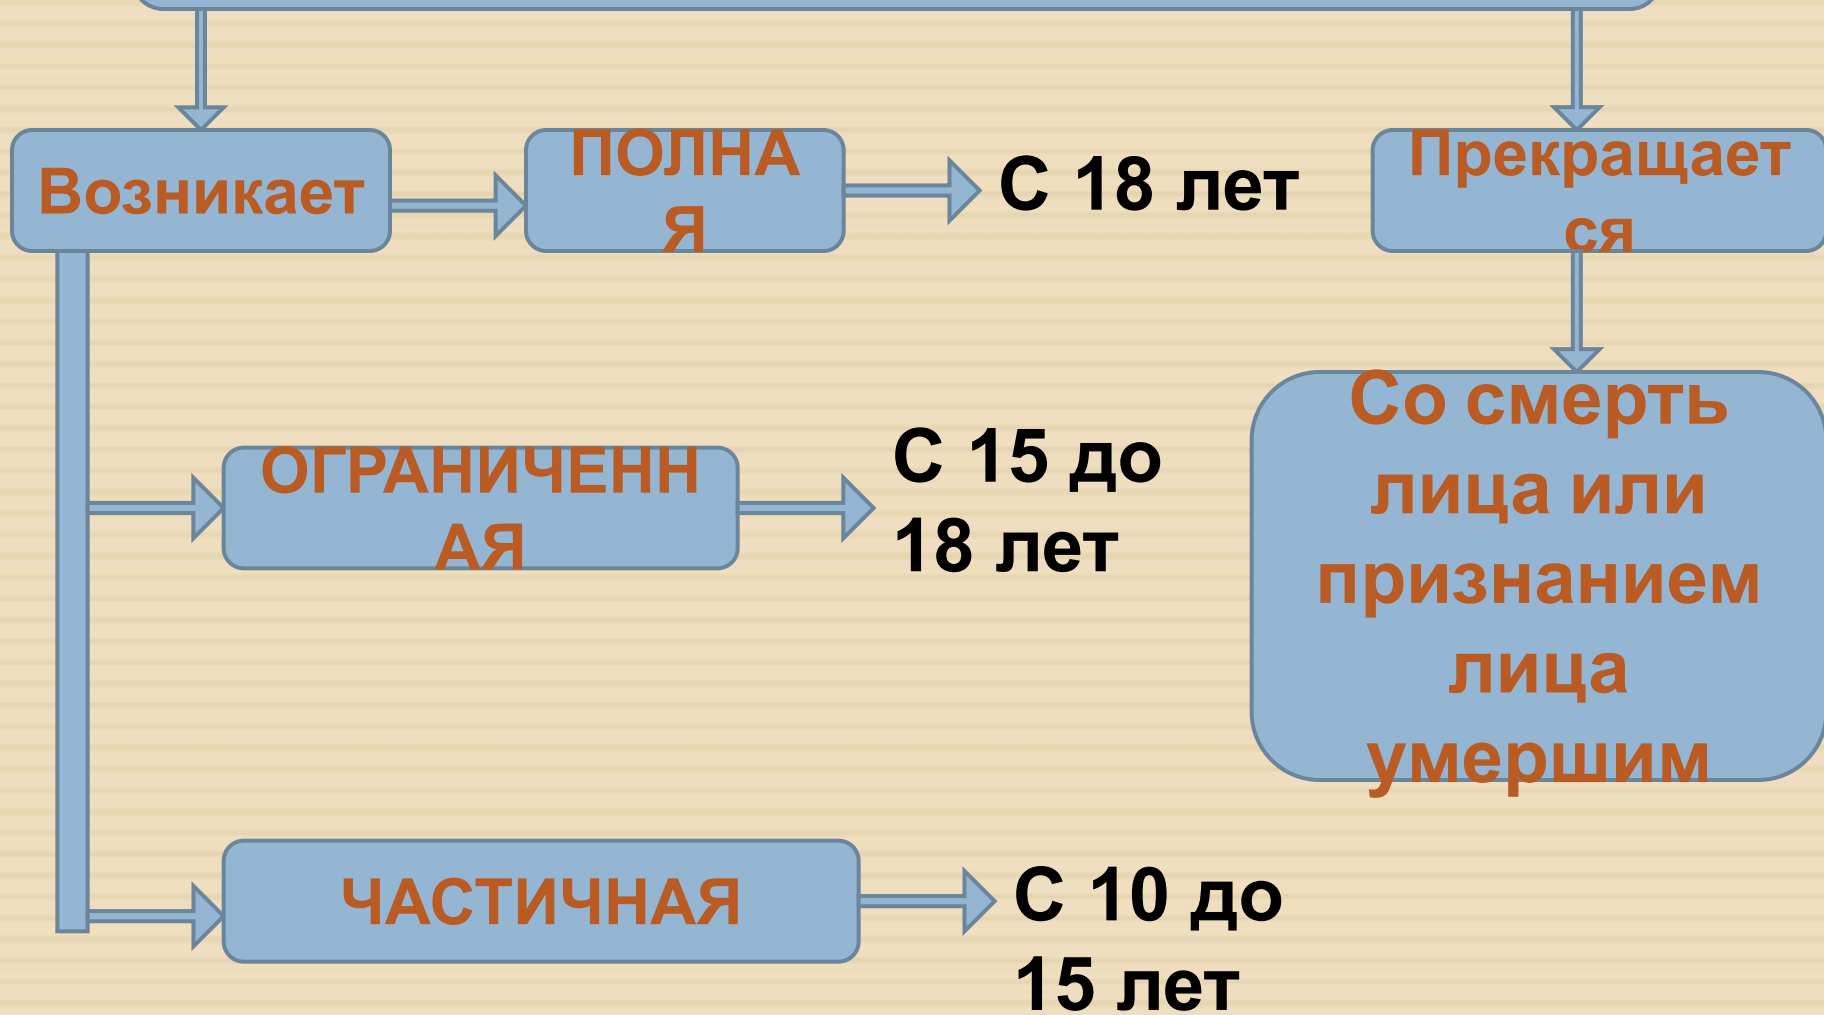 Возникает
ПОЛНА
Я
С 18 лет
Прекращает
ся
ОГРАНИЧЕНН
АЯ
С 15 до
18 лет
Со смерть
лица или
признанием
лица
умершим
ЧАСТИЧНАЯ
С 10 до
15 лет